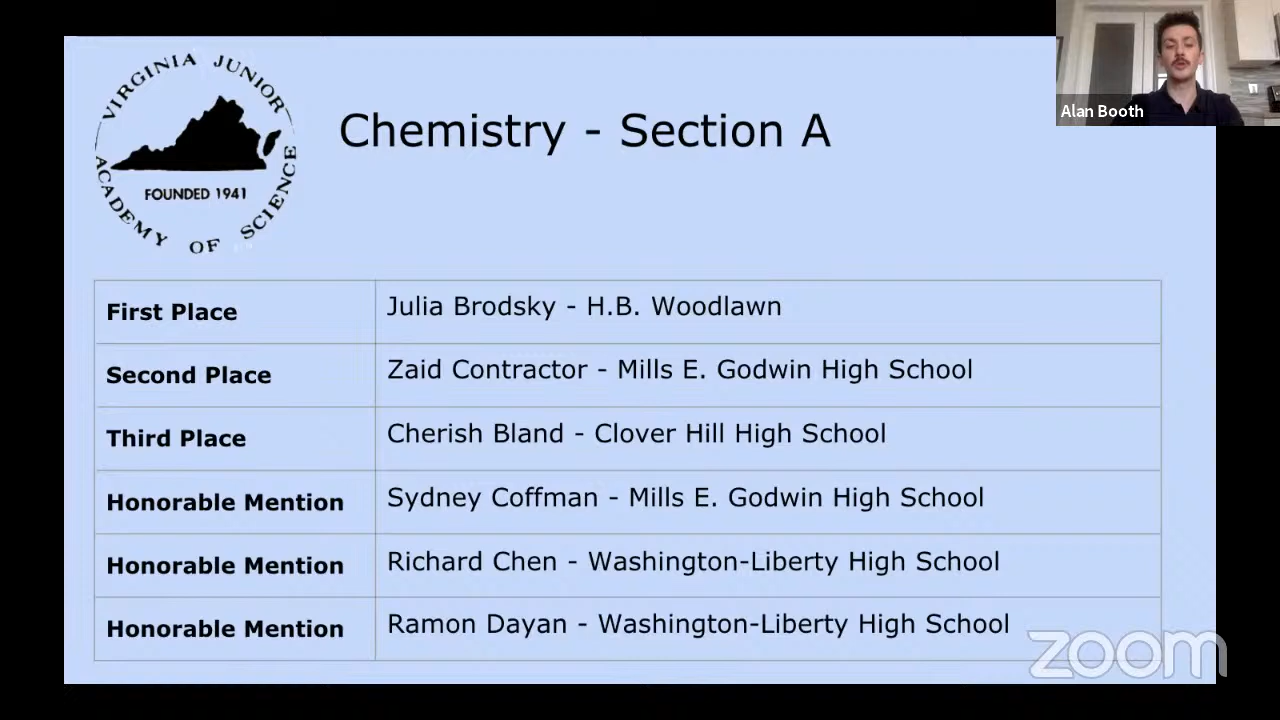 VIRGINIA JUNIOR
ACADEMY OF SCIENCE
FOUNDED 1941
Chemistry - Section A
Alan Booth
First Place Julia Brodsky - H.B. Woodlawn
Second Place Zaid Contractor - Mills E. Godwin High School
Third Place Cherish Bland - Clover Hill High School
Honorable Mention Sydney Coffman - Mills E. Godwin High School
Honorable Mention Richard Chen - Washington-Liberty High School
Honorable Mention Ramon Dayan - Washington-Liberty High School
zoom